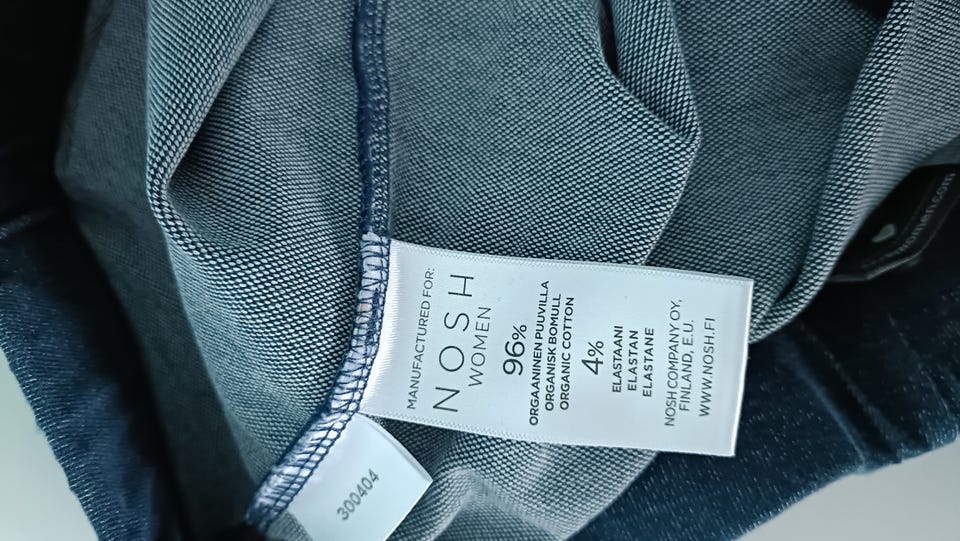 MANUFACTURED FOR:
NOSH
WOMEN
96%
ORGAANINEN PUUVILLA
ORGANISK BOMULL
ORGANIC COTTON
4%
ELASTAANI
ELASTAN
ELASTANE
NOSH COMPANY OY,
FINLAND, E.U.
WWW.NOSH.FI
300404